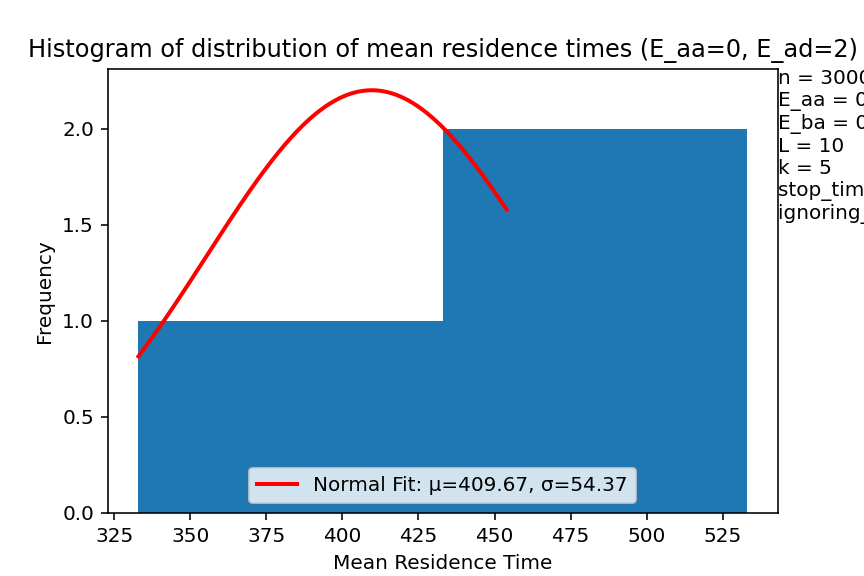 Histogram of distribution of mean residence times (E_aa=0, E_ad=2)
n = 3000
E_aa = 0
E_ba = 0
L = 10
k = 5
stop_tim
ignoring_
Frequency
2.0
1.5
1.0
0.5
0.0
Normal Fit: μ=409.67, σ=54.37
325 350 375 400 425 450 475 500 525
Mean Residence Time